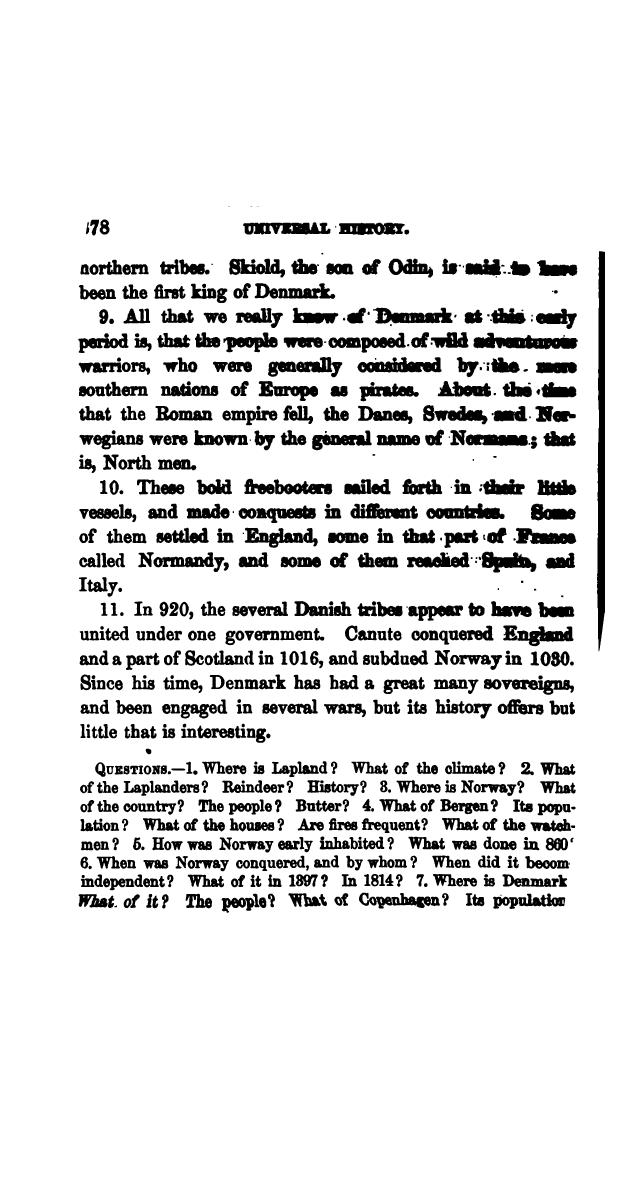 78 UNIVERSAL HISTORY.
northern tribes. Skiold, the son of Odin, is said to have
been the first king of Denmark.
9. All that we really know of Denmark at this early
period is, that the people were composed of wild adventurous
warriors, who were generally considered by the more
southern nations of Europe as pirates. About the time
that the Roman empire fell, the Danes, Swedes, and Nor-
wegians were known by the general name of Normans; that
is, North men.
10. These bold freebooters sailed forth in their little
vessels, and made conquests in different countries. Some
of them settled in England, some in that part of France
called Normandy, and some of them reached Spain, and
Italy.
11. In 920, the several Danish tribes appear to have been
united under one government. Canute conquered England
and a part of Scotland in 1016, and subdued Norway in 1030.
Since his time, Denmark has had a great many sovereigns,
and been engaged in several wars, but its history offers but
little that is interesting.
QUESTIONS.—1. Where is Lapland? What of the climate? 2. What
of the Laplanders? Reindeer? History? 3. Where is Norway? What
of the country? The people? Butter? 4. What of Bergen? Its popu-
lation? What of the houses? Are fires frequent? What of the watch-
men? 5. How was Norway early inhabited? What was done in 860
6. When was Norway conquered, and by whom? When did it becom
independent? What of it in 1397? In 1814? 7. Where is Denmark
What of it? The people? What of Copenhagen? Its population